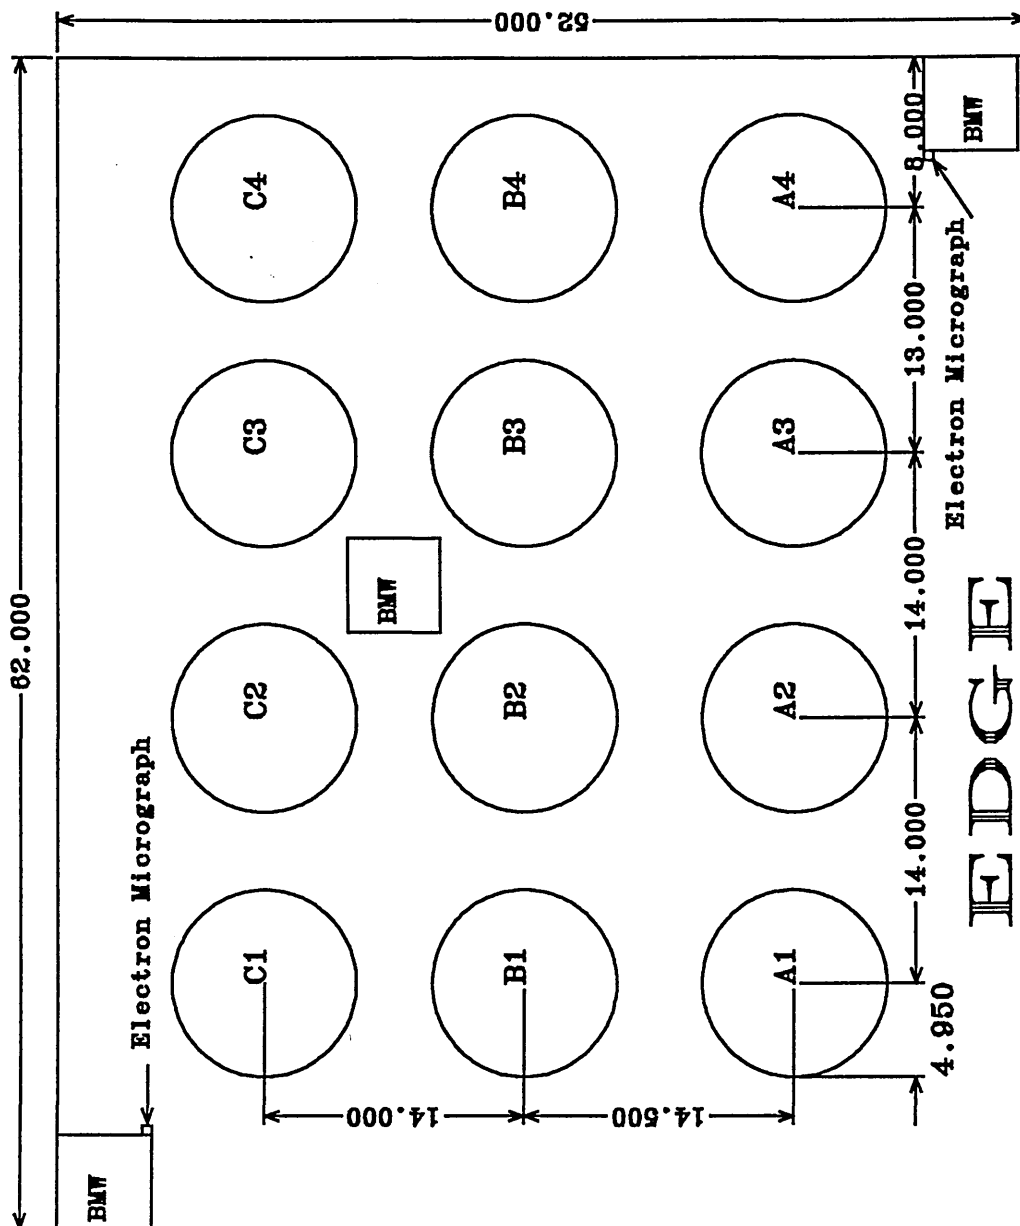 52.000
62.000
BMW
8.000
C4
B4
A4
Electron Micrograph
13.000
C3
B3
A3
BMW
14.000
C2
B2
A2
EDGE
Electron Micrograph
14.000
C1
B1
A1
4.950
14.000
14.500
BMW